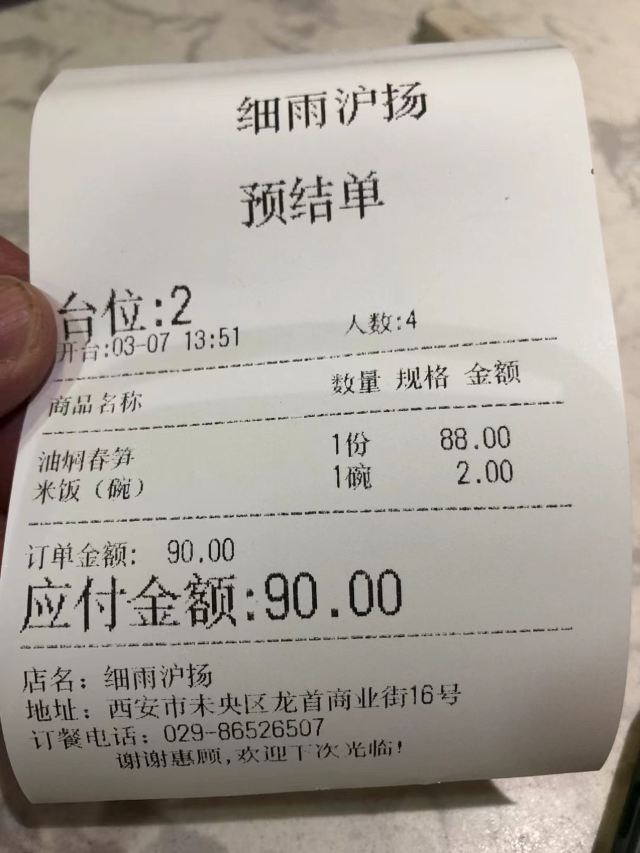 细雨沪扬
预结单
台位:2
开台:03-07 13:51 人数:4
商品名称 数量 规格 金额
油焖春笋 1份 88.00
米饭（碗） 1碗 2.00
订单金额: 90.00
应付金额:90.00
店名: 细雨沪扬
地址: 西安市未央区龙首商业街16号
订餐电话: 029-86526507
谢谢惠顾,欢迎下次光临!